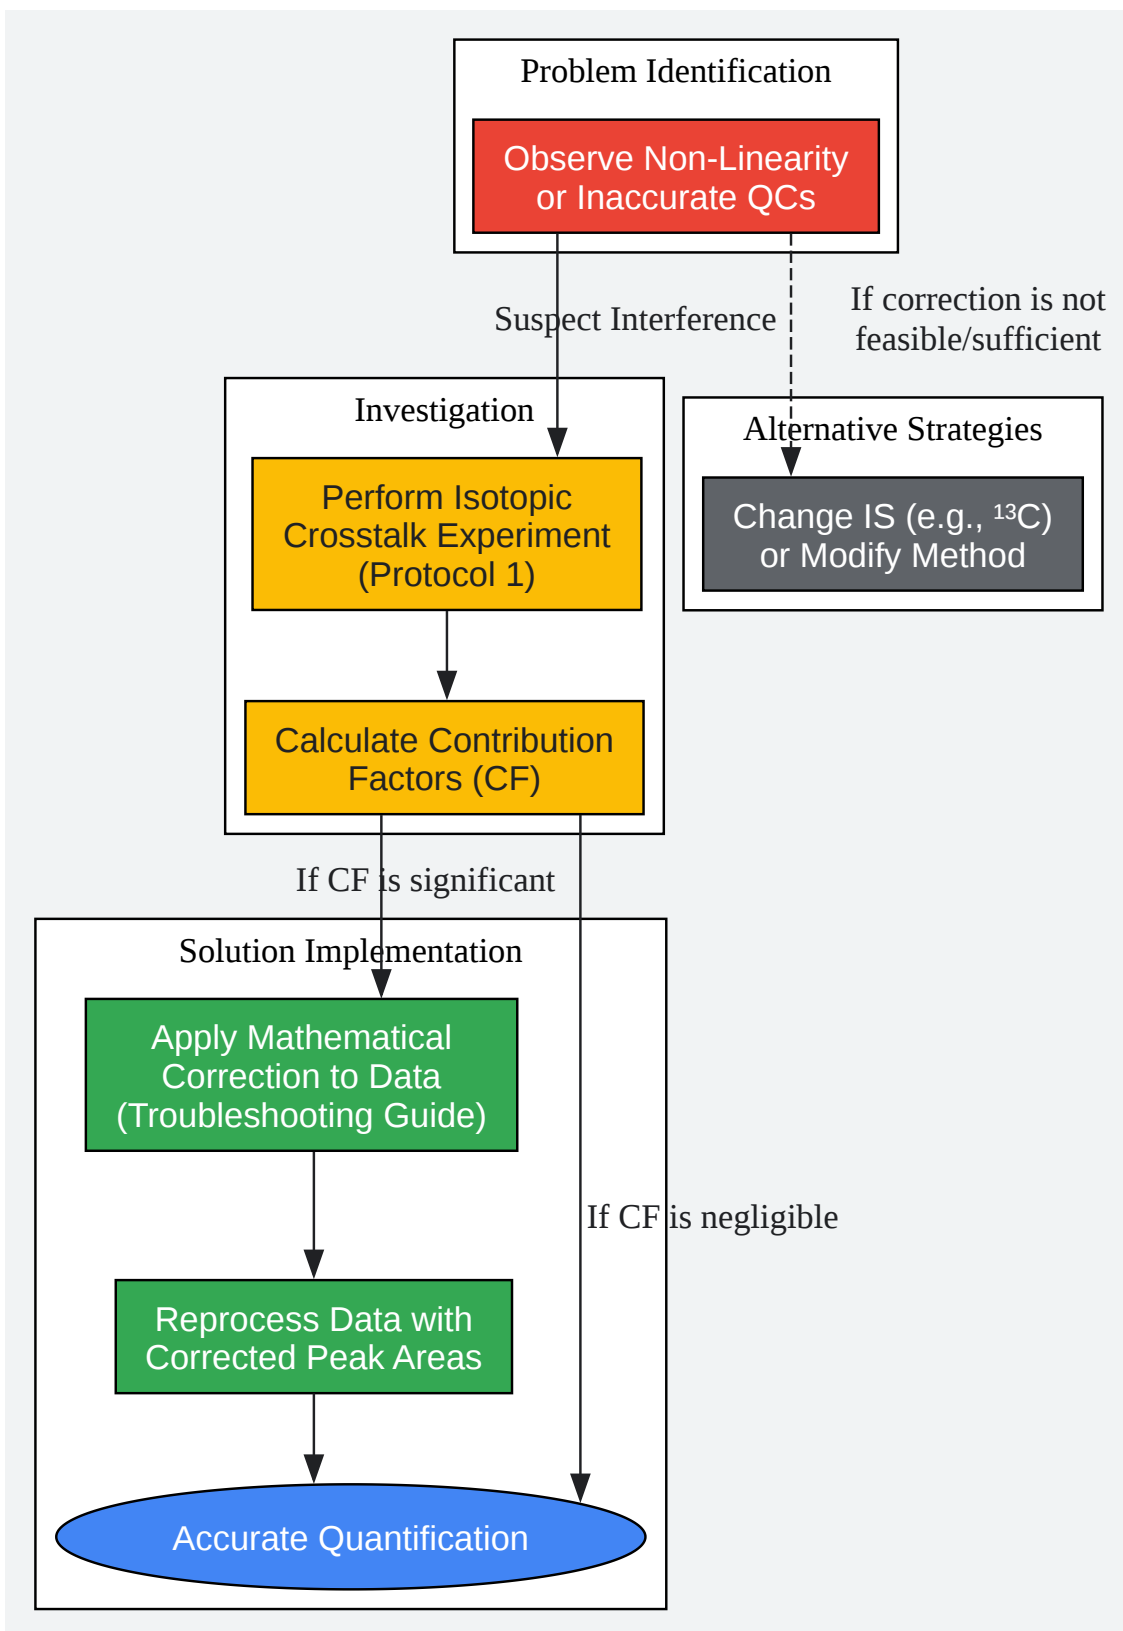 Problem Identification
Observe Non-Linearity
or Inaccurate QCs
Suspect Interference
If correction is not
feasible/sufficient
Investigation
Perform Isotopic
Crosstalk Experiment
(Protocol 1)
Alternative Strategies
Change IS (e.g., ¹³C)
or Modify Method
Calculate Contribution
Factors (CF)
If CF is significant
Solution Implementation
Apply Mathematical
Correction to Data
(Troubleshooting Guide)
If CF is negligible
Reprocess Data with
Corrected Peak Areas
Accurate Quantification